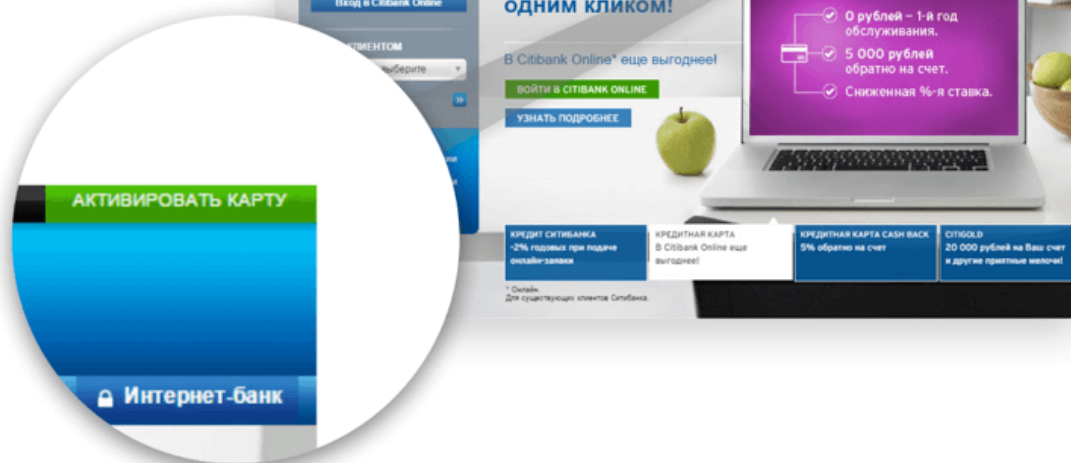 Вход в Citibank Online
ОДНИМ КЛИКОМ!
В Citibank Online* еще выгоднее!
ВОЙТИ В CITIBANK ONLINE
УЗНАТЬ ПОДРОБНЕЕ
0 рублей – 1-й год
обслуживания.
5 000 рублей
обратно на счет.
Сниженная %-я ставка.
АКТИВИРОВАТЬ КАРТУ
Интернет-банк
КРЕДИТ СИТИБАНКА
-2% годовых при подаче
онлайн-заявки
КРЕДИТНАЯ КАРТА
В Citibank Online еще
выгоднее!
КРЕДИТНАЯ КАРТА CASH BACK
5% обратно на счет
CITIGOLD
20 000 рублей на Ваш счет
и другие приятные мелочи!
* Онлайн.
Для существующих клиентов Ситибанка.